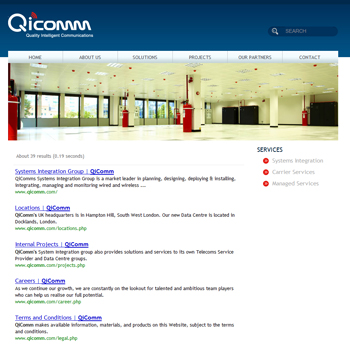 QICOMM
Quality Intelligent Communications
SEARCH
HOME
ABOUT US
SOLUTIONS
PROJECTS
OUR PARTNERS
CONTACT
About 39 results (0.19 seconds)
Systems Integration Group | QIComm
QIComms Systems Integration Group is a market leader in planning, designing, deploying & installing,
integrating, managing and monitoring wired and wireless ...
www.qicomm.com/
Locations | QIComm
QIComm's UK headquarters is in Hampton Hill, South West London. Our new Data Centre is located in
Docklands, London.
www.qicomm.com/locations.php
Internal Projects | QIComm
QIComm's System Integration group also provides solutions and services to its own Telecoms Service
Provider and Data Centre groups.
www.qicomm.com/projects.php
Careers | QIComm
As we continue our growth, we are constantly on the lookout for talented and ambitious team players
who can help us realise our full potential.
www.qicomm.com/career.php
Terms and Conditions | QIComm
QIComm makes available information, materials, and products on this Website, subject to the terms
and conditions.
www.qicomm.com/legal.php
SERVICES
Systems Integration
Carrier Services
Managed Services